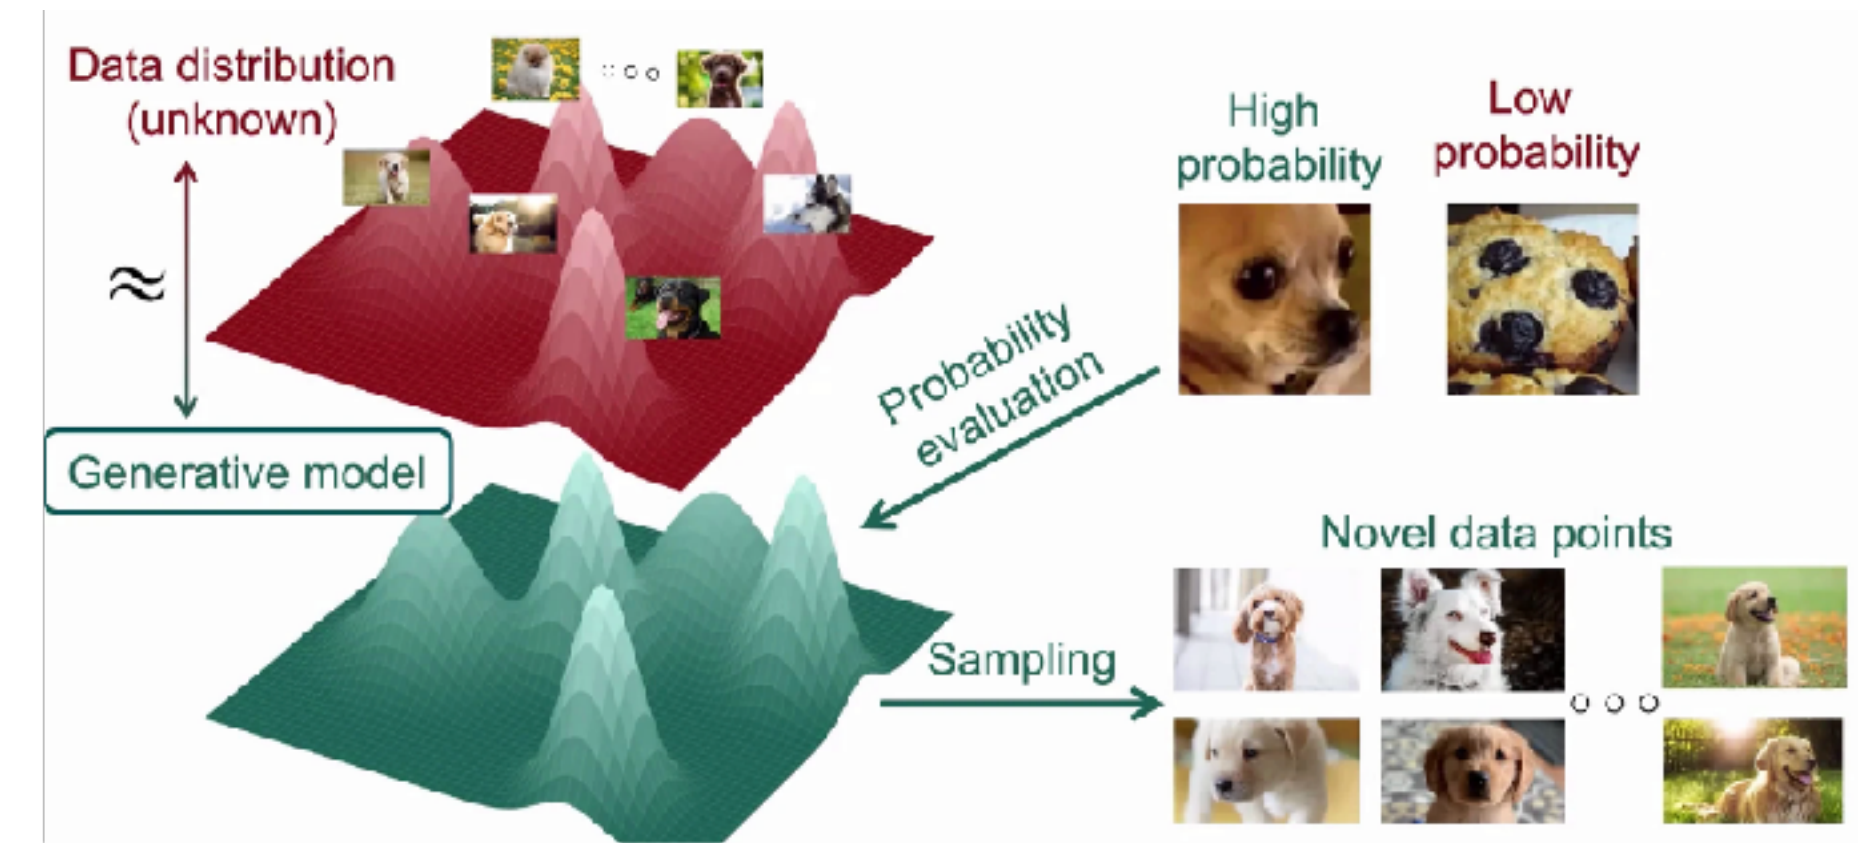 Data distribution
(unknown)
≈
Generative model
High
probability
Low
probability
Probability
evaluation
Sampling
Novel data points